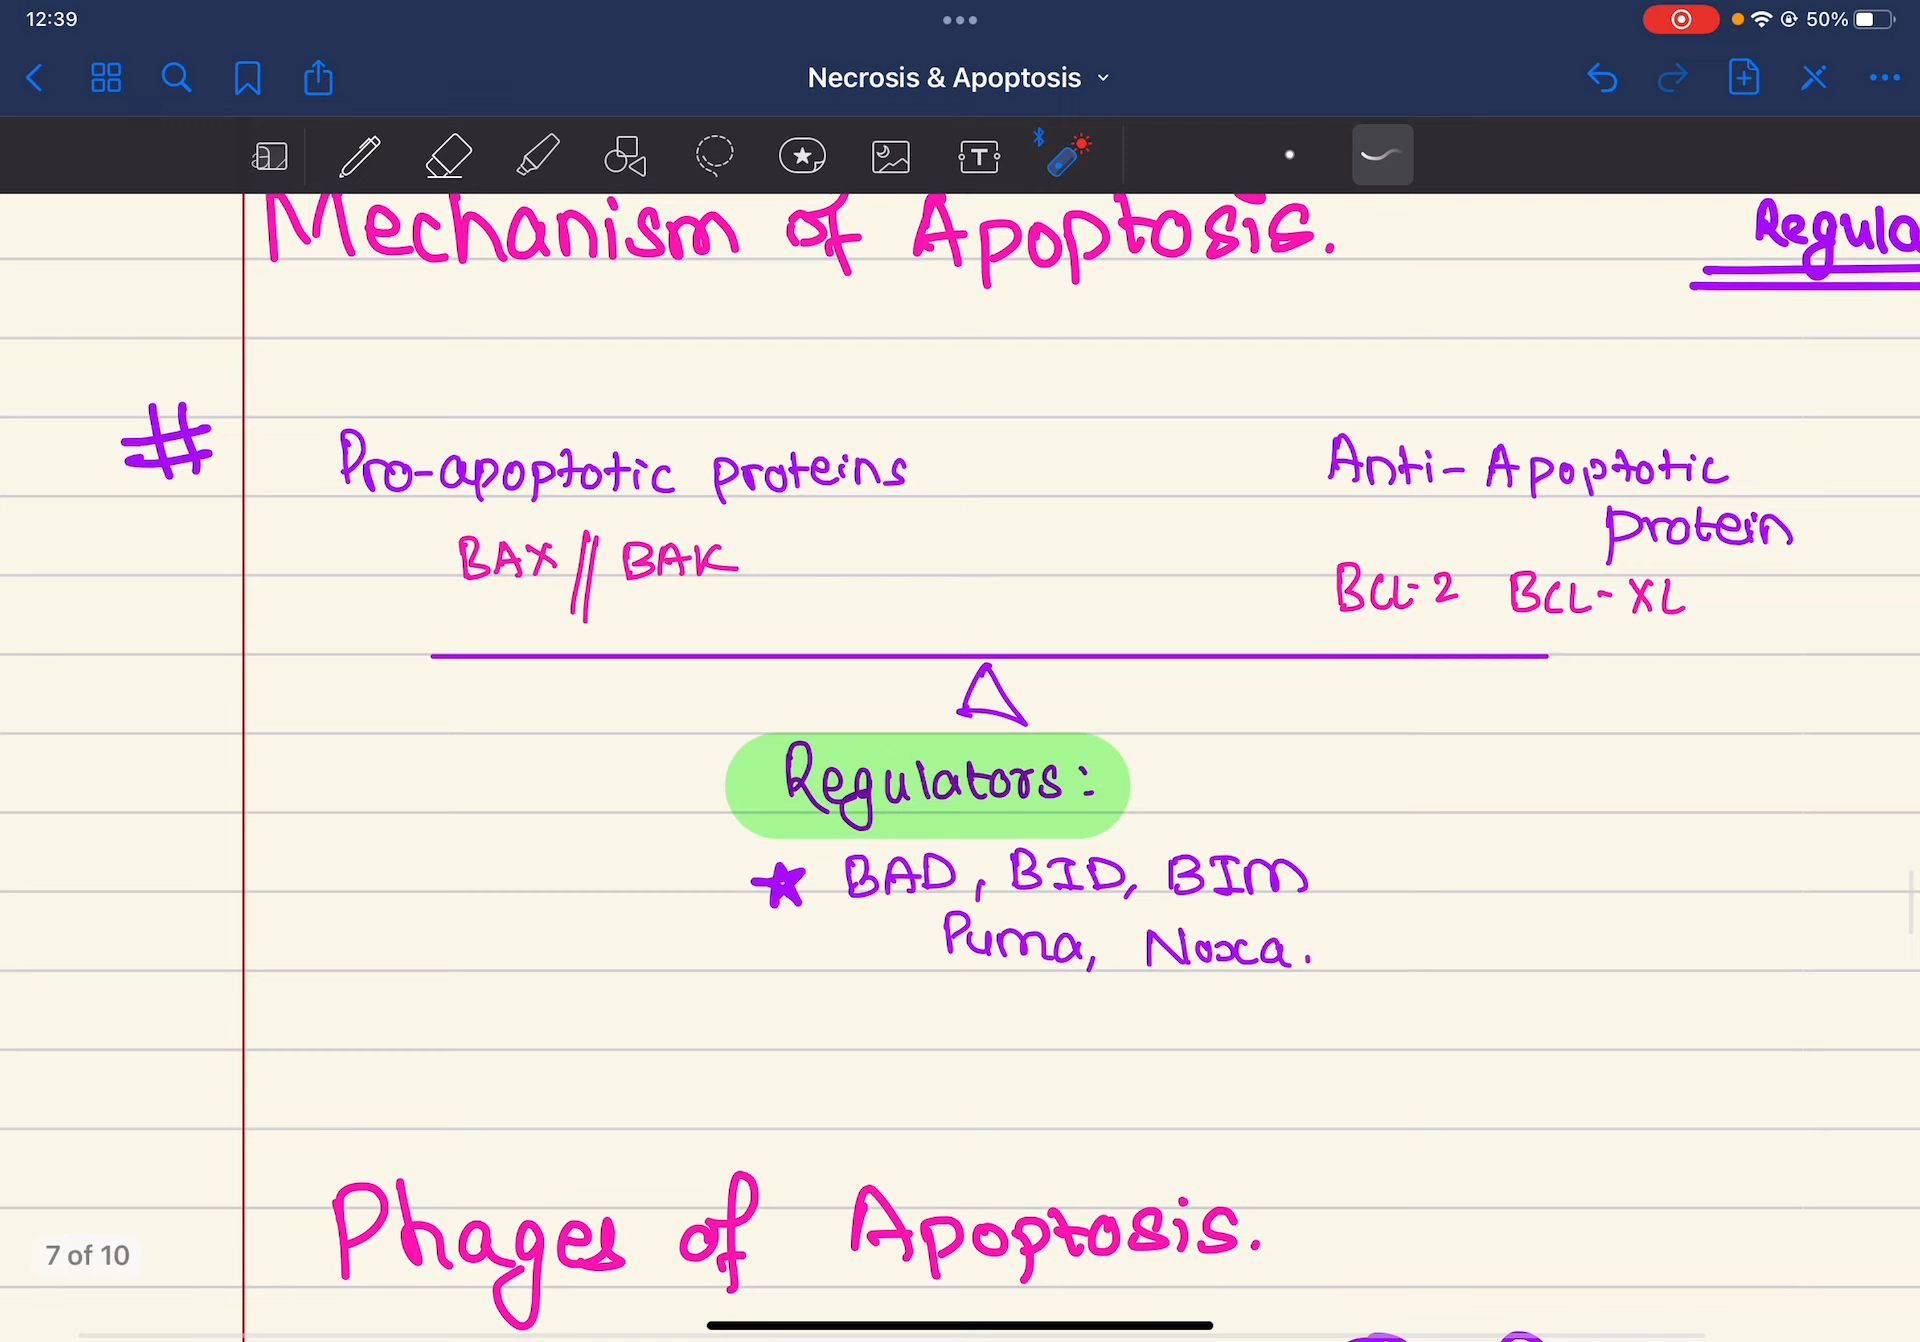 12:39
50%
Necrosis & Apoptosis
T
Mechanism of Apoptosis.
Regula
# Pro-apoptotic proteins
Anti-Apoptotic
protein
BAX // BAK
BCL-2 BCL-XL
Regulators:
★ BAD, BID, BIM
Puma, Noxa.
Phages of Apoptosis.
7 of 10